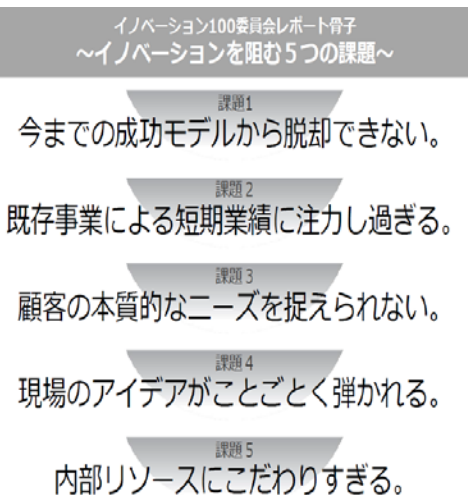 イノベーション100委員会レポート骨子
～イノベーションを阻む５つの課題～
課題1
今までの成功モデルから脱却できない。
課題２
既存事業による短期業績に注力し過ぎる。
課題３
顧客の本質的なニーズを捉えられない。
課題４
現場のアイデアがことごとく弾かれる。
課題５
内部リソースにこだわりすぎる。